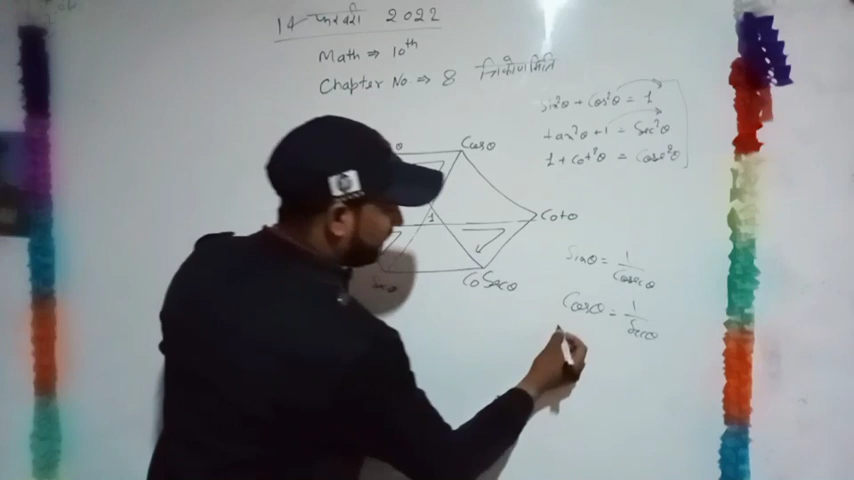 14 फरवरी 2022
Math ⇒ 10th
Chapter No ⇒ 8 त्रिकोणमिति
sin²θ + cos²θ = 1
tan²θ + 1 = Sec²θ
1 + cot²θ = Cosec²θ
θ Cosθ
1 Cotθ
Secθ CoSecθ
Sinθ = 1/Cosecθ
Cosθ = 1/Secθ